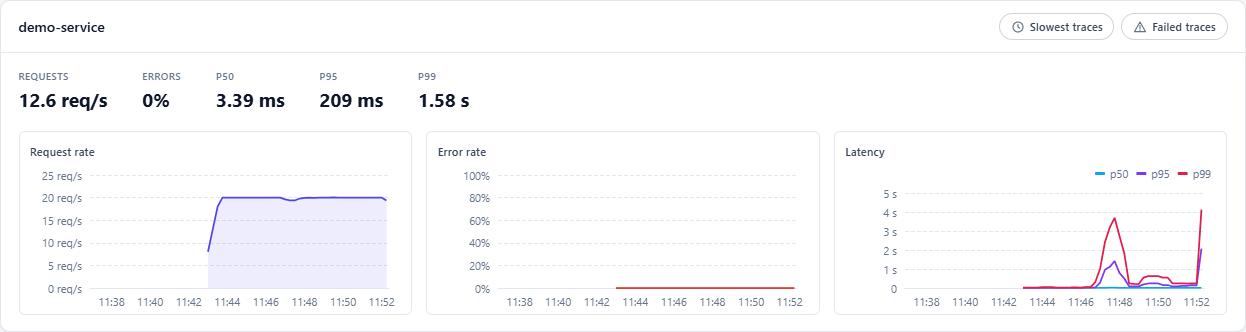 demo-service
Slowest traces
Failed traces
REQUESTS
12.6 req/s
ERRORS
0%
P50
3.39 ms
P95
209 ms
P99
1.58 s
Request rate
25 req/s
20 req/s
15 req/s
10 req/s
5 req/s
0 req/s
11:38 11:40 11:42 11:44 11:46 11:48 11:50 11:52
Error rate
100%
80%
60%
40%
20%
0%
11:38 11:40 11:42 11:44 11:46 11:48 11:50 11:52
Latency
p50 p95 p99
5 s
4 s
3 s
2 s
1 s
0
11:38 11:40 11:42 11:44 11:46 11:48 11:50 11:52